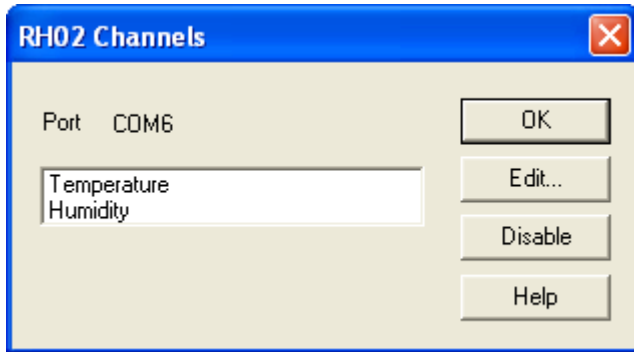 RH02 Channels
Port COM6
Temperature
Humidity
OK
Edit...
Disable
Help